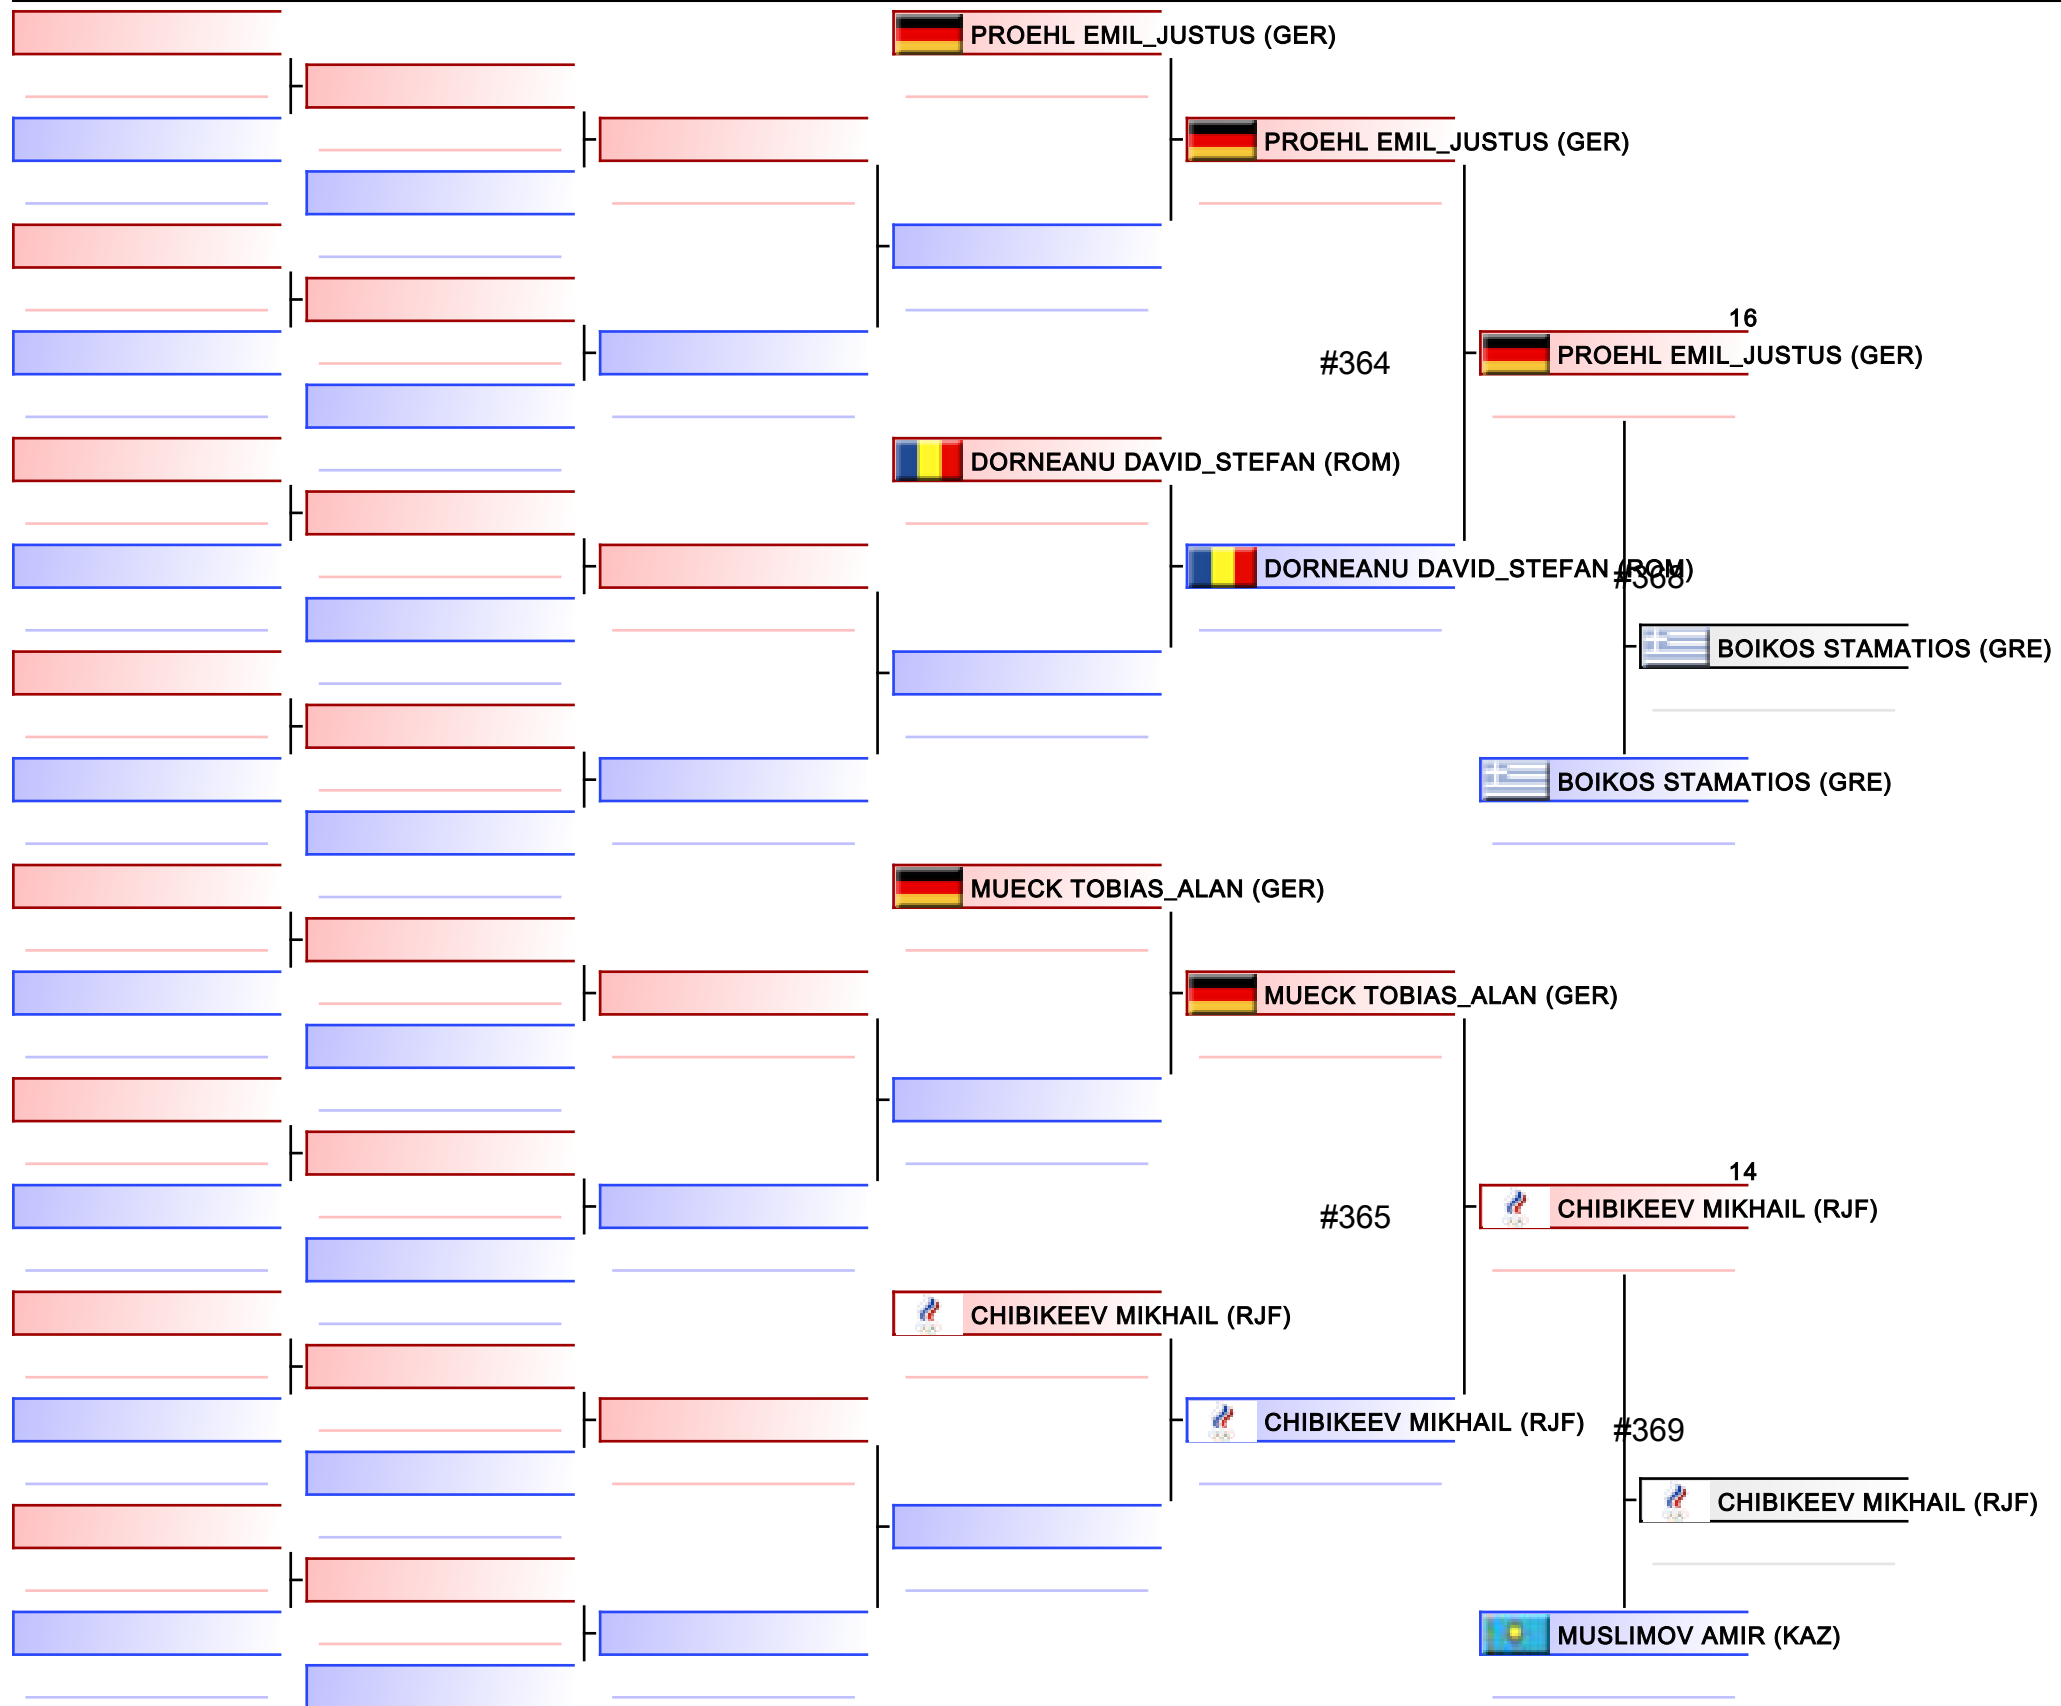 PROEHL EMIL_JUSTUS (GER)
PROEHL EMIL_JUSTUS (GER)
16
PROEHL EMIL_JUSTUS (GER)
#364
DORNEANU DAVID_STEFAN (ROM)
DORNEANU DAVID_STEFAN (ROM)
#368
BOIKOS STAMATIOS (GRE)
BOIKOS STAMATIOS (GRE)
MUECK TOBIAS_ALAN (GER)
MUECK TOBIAS_ALAN (GER)
14
CHIBIKEEV MIKHAIL (RJF)
#365
CHIBIKEEV MIKHAIL (RJF)
CHIBIKEEV MIKHAIL (RJF)
#369
CHIBIKEEV MIKHAIL (RJF)
MUSLIMOV AMIR (KAZ)